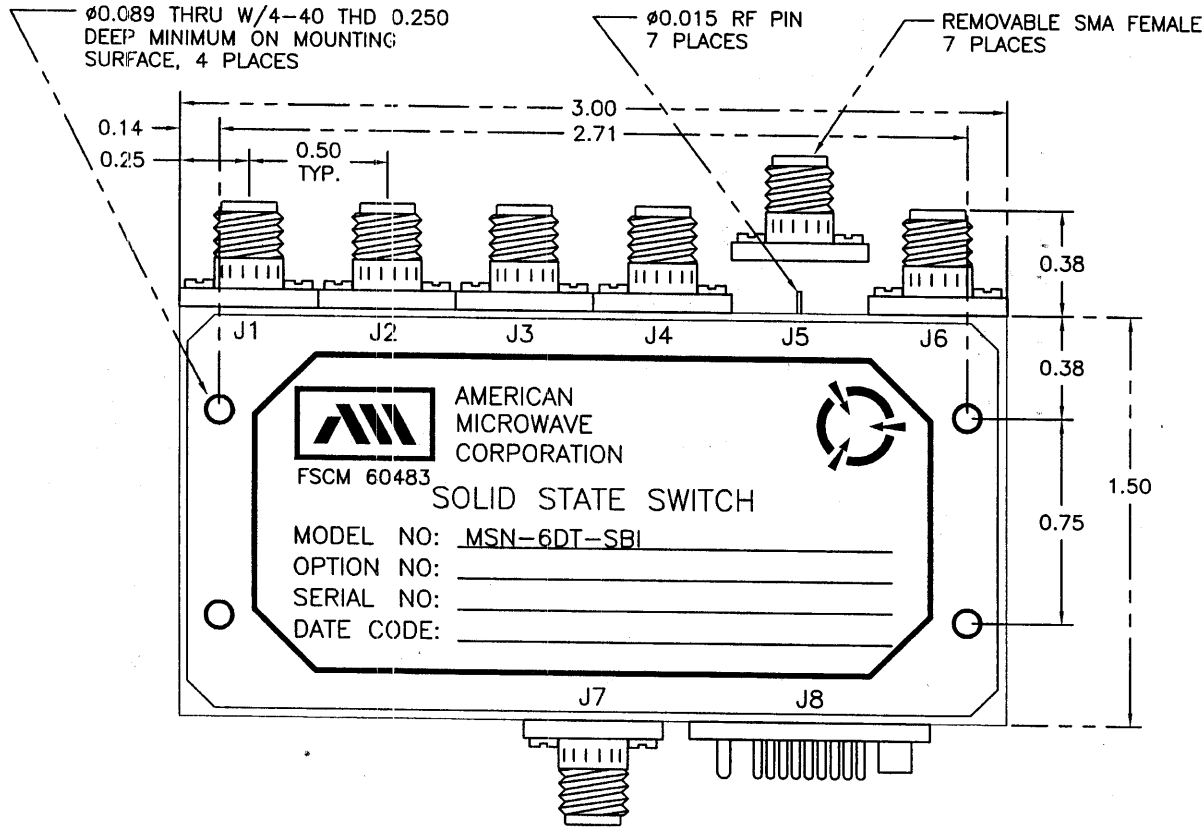 ø0.089 THRU W/4-40 THD 0.250
DEEP MINIMUM ON MOUNTING
SURFACE, 4 PLACES
ø0.015 RF PIN
7 PLACES
REMOVABLE SMA FEMALE
7 PLACES
3.00
0.14
2.71
0.25
0.50
TYP.
0.38
J1
J2
J3
J4
J5
J6
0.38
AMERICAN
MICROWAVE
CORPORATION
FSCM 60483
SOLID STATE SWITCH
1.50
0.75
MODEL NO: MSN-6DT-SBI
OPTION NO:
SERIAL NO:
DATE CODE:
J7
J8